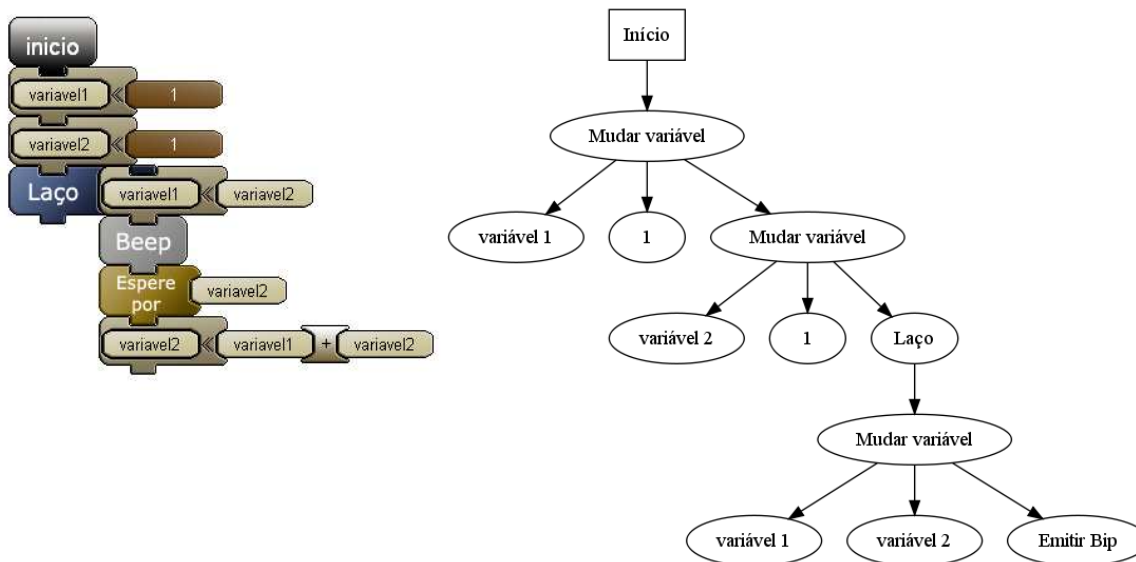 inicio
variavel1 « 1
variavel2 « 1
Laço variavel1 « variavel2
Beep
Espere
por variavel2
variavel2 « variavel1 + variavel2
Início
Mudar variável
variável 1 1 Mudar variável
variável 2 1 Laço
Mudar variável
variável 1 variável 2 Emitir Bip